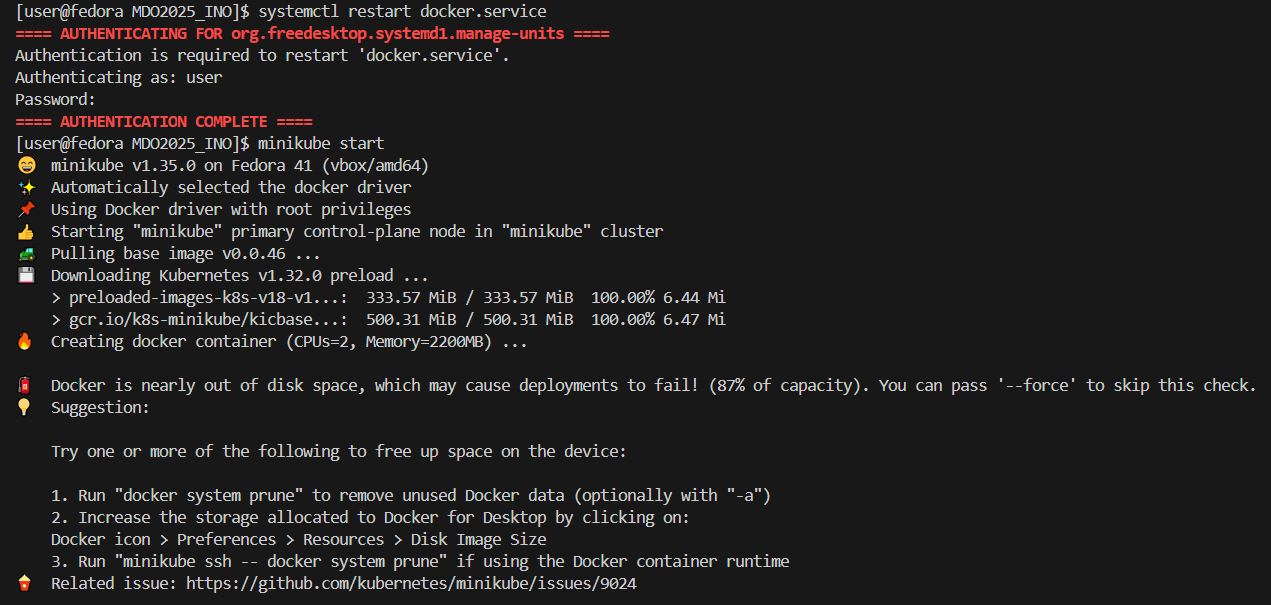 [user@fedora MDO2025_INO]$ systemctl restart docker.service
==== AUTHENTICATING FOR org.freedesktop.systemd1.manage-units ====
Authentication is required to restart 'docker.service'.
Authenticating as: user
Password:
==== AUTHENTICATION COMPLETE ====
[user@fedora MDO2025_INO]$ minikube start
😄  minikube v1.35.0 on Fedora 41 (vbox/amd64)
✨  Automatically selected the docker driver
📌  Using Docker driver with root privileges
👍  Starting "minikube" primary control-plane node in "minikube" cluster
🚜  Pulling base image v0.0.46 ...
💾  Downloading Kubernetes v1.32.0 preload ...
    > preloaded-images-k8s-v18-v1...:  333.57 MiB / 333.57 MiB  100.00% 6.44 Mi
    > gcr.io/k8s-minikube/kicbase...:  500.31 MiB / 500.31 MiB  100.00% 6.47 Mi
🔥  Creating docker container (CPUs=2, Memory=2200MB) ...
🧯  Docker is nearly out of disk space, which may cause deployments to fail! (87% of capacity). You can pass '--force' to skip this check.
💡  Suggestion:
    Try one or more of the following to free up space on the device:
    1. Run "docker system prune" to remove unused Docker data (optionally with "-a")
    2. Increase the storage allocated to Docker for Desktop by clicking on:
    Docker icon > Preferences > Resources > Disk Image Size
    3. Run "minikube ssh -- docker system prune" if using the Docker container runtime
🍿  Related issue: https://github.com/kubernetes/minikube/issues/9024